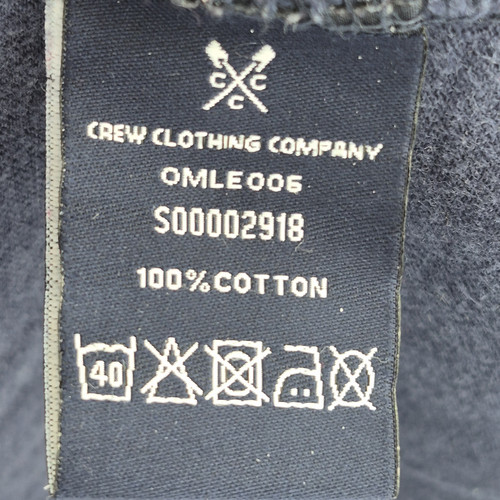 C C
C
CREW CLOTHING COMPANY
OMLE006
S00002918
100% COTTON
40